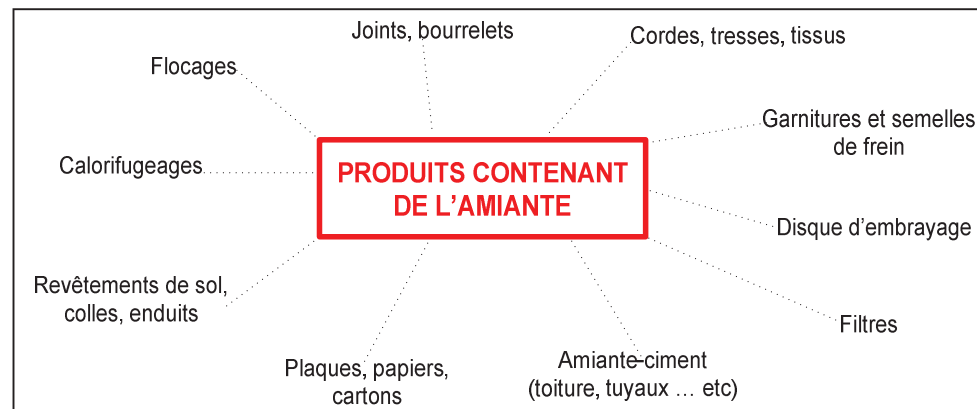 Joints, bourrelets
Cordes, tresses, tissus
Flocages
Garnitures et semelles
de frein
Calorifugeages
PRODUITS CONTENANT
DE L’AMIANTE
Disque d’embrayage
Revêtements de sol,
colles, enduits
Filtres
Plaques, papiers,
cartons
Amiante-ciment
(toiture, tuyaux … etc)